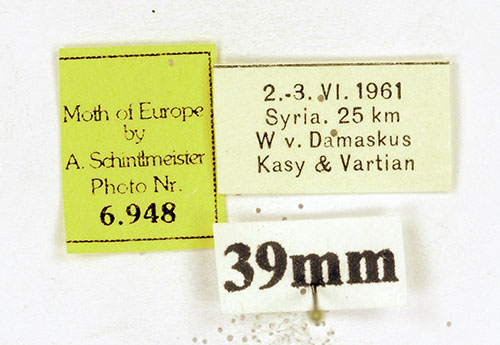 Moth of Europe
by
A. Schintlmeister
Photo Nr.
6.948
2.-3. VI. 1961
Syria. 25 km
W v. Damaskus
Kasy & Vartian
39mm